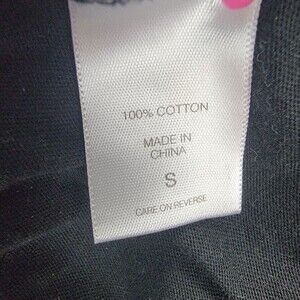 100% COTTON
MADE IN
CHINA
S
CARE ON REVERSE